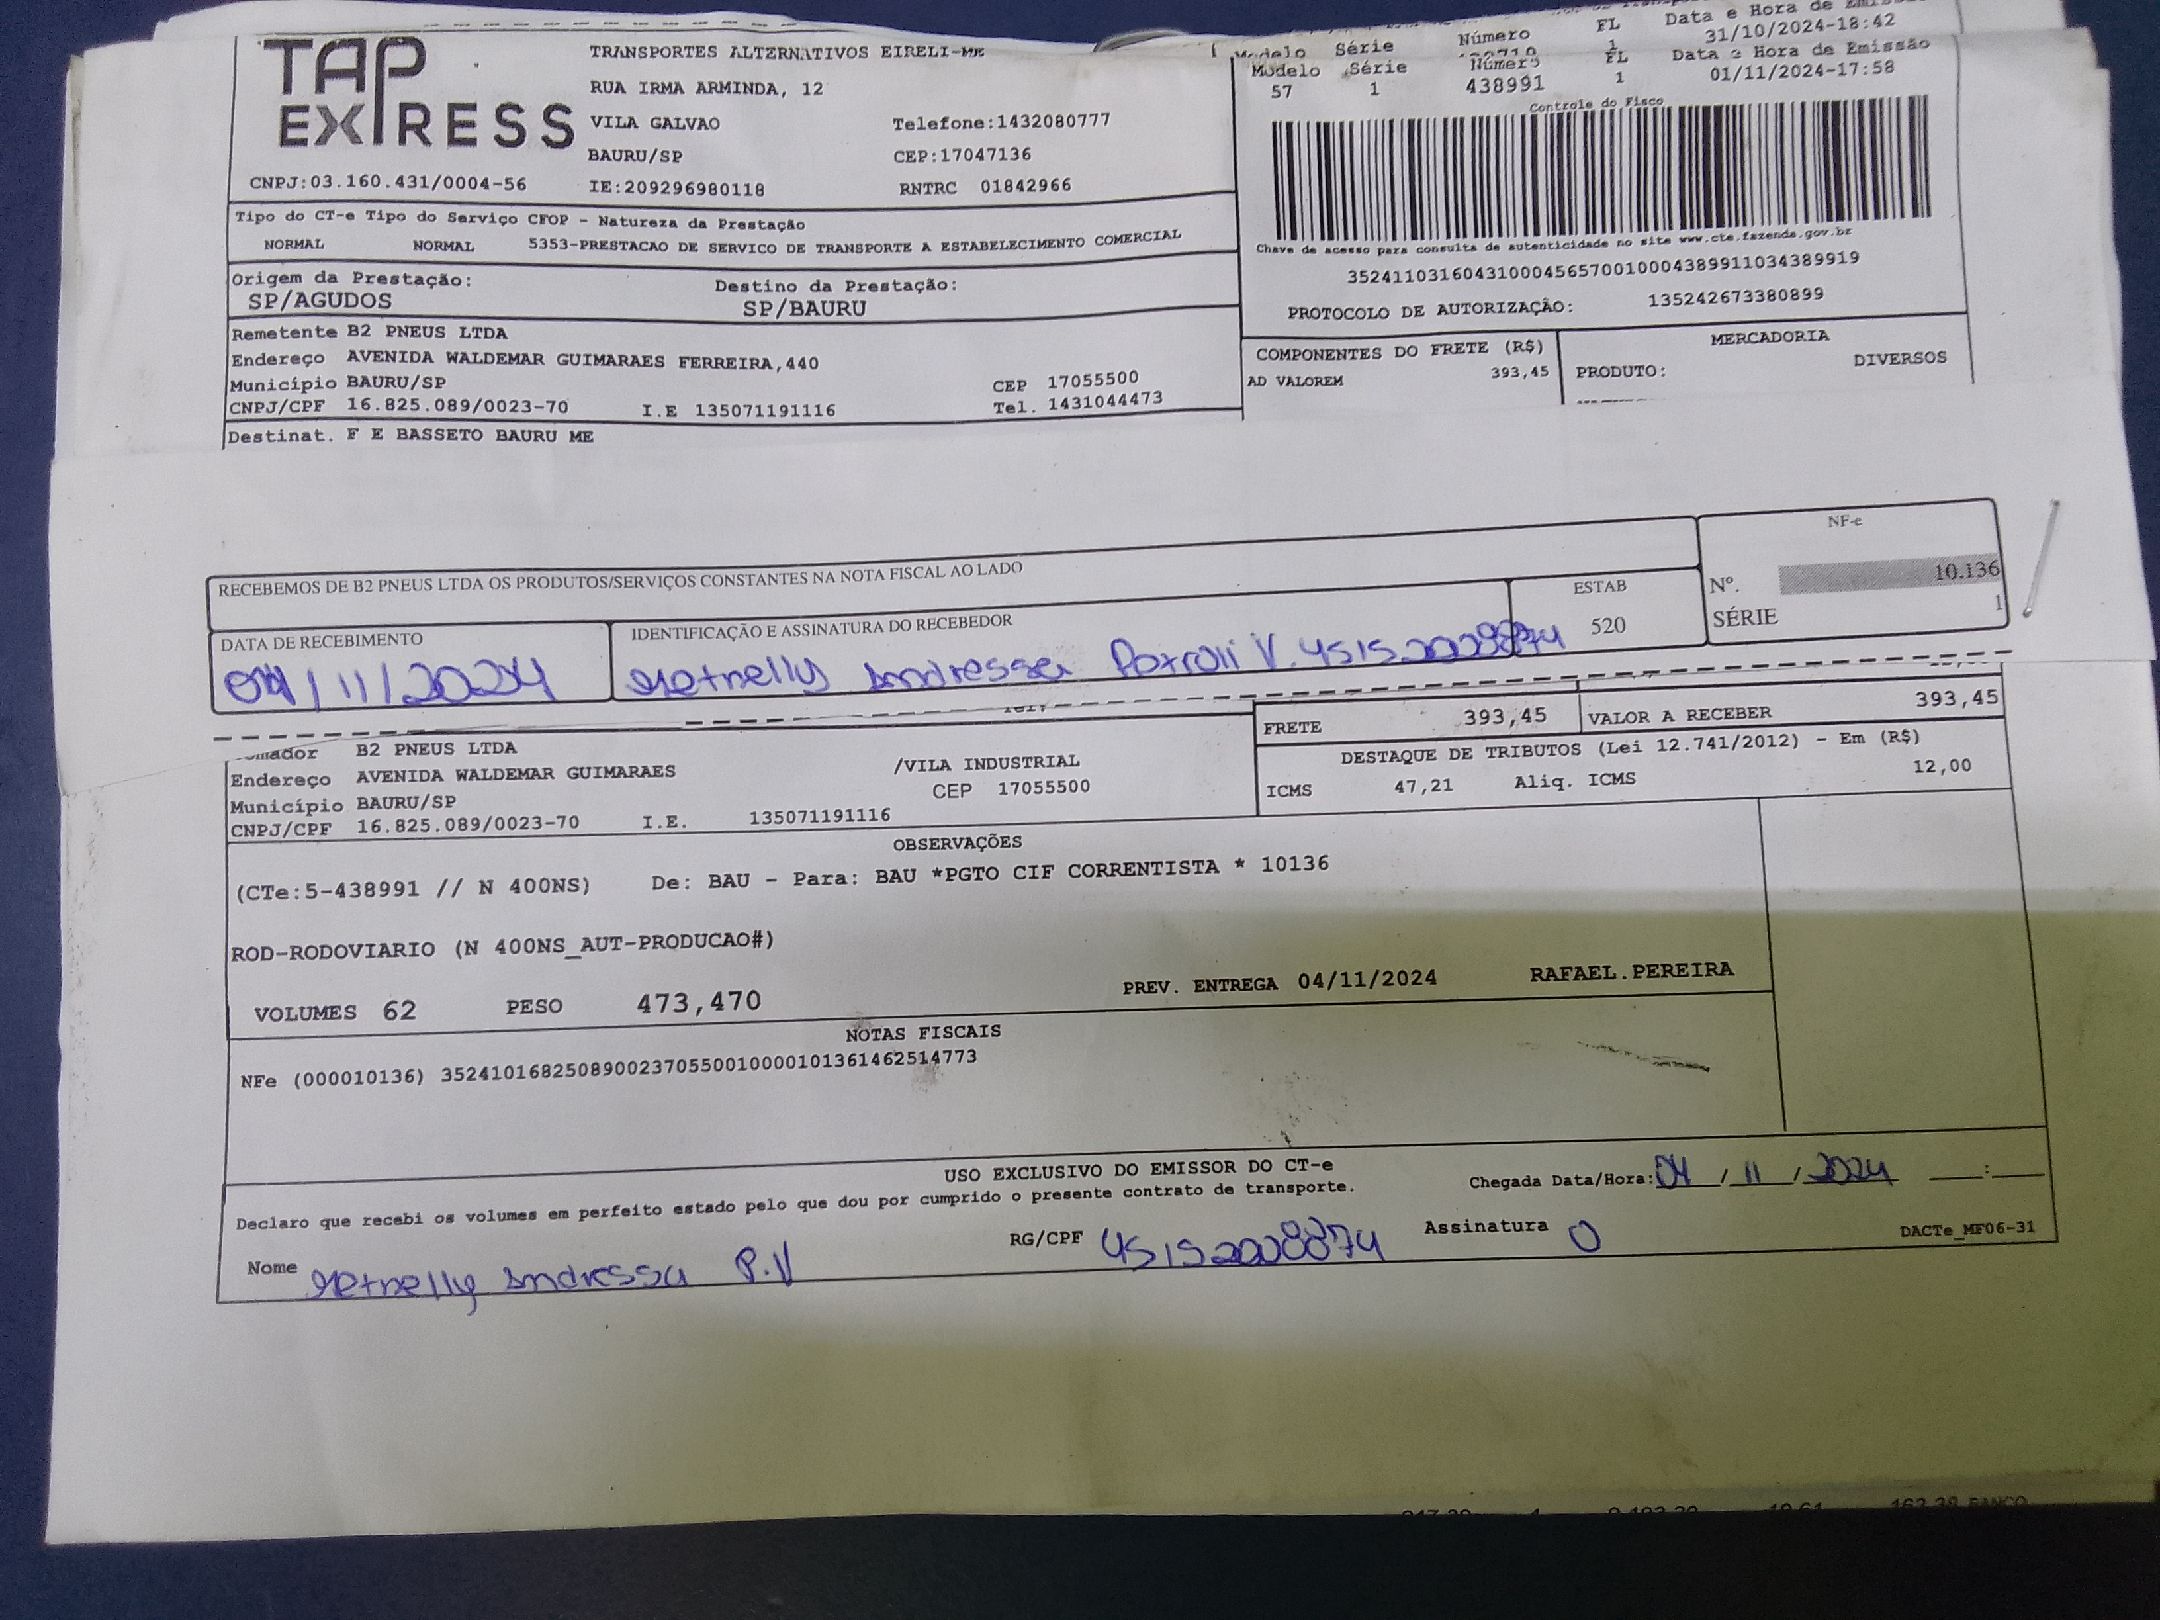 TAP
EXPRESS
TRANSPORTES ALTERNATIVOS EIRELI-ME
RUA IRMA ARMINDA, 12
VILA GALVAO Telefone:1432080777
BAURU/SP CEP:17047136
CNPJ:03.160.431/0004-56 IE:209296980118 RNTRC 01842966
FL Data e Hora de
Modelo Série Número 1 31/10/2024-18:42
Modelo Série Número FL Data e Hora de Emissão
57 1 438991 1 01/11/2024-17:58
Controle do Fisco
Chave de acesso para consulta de autenticidade no site www.cte.fazenda.gov.br
35241103160431000456570010004389911034389919
PROTOCOLO DE AUTORIZAÇÃO: 135242673380899
Tipo do CT-e Tipo do Serviço CFOP - Natureza da Prestação
NORMAL NORMAL 5353-PRESTACAO DE SERVICO DE TRANSPORTE A ESTABELECIMENTO COMERCIAL
Origem da Prestação: Destino da Prestação:
SP/AGUDOS SP/BAURU
Remetente B2 PNEUS LTDA
Endereço AVENIDA WALDEMAR GUIMARAES FERREIRA,440
Município BAURU/SP CEP 17055500
CNPJ/CPF 16.825.089/0023-70 I.E 135071191116 Tel. 1431044473
Destinat. F E BASSETO BAURU ME
COMPONENTES DO FRETE (R$) MERCADORIA
AD VALOREM 393,45 PRODUTO: DIVERSOS
RECEBEMOS DE B2 PNEUS LTDA OS PRODUTOS/SERVIÇOS CONSTANTES NA NOTA FISCAL AO LADO
NF-e
Nº. 10.136
SÉRIE 1
DATA DE RECEBIMENTO IDENTIFICAÇÃO E ASSINATURA DO RECEBEDOR ESTAB
04/11/2024 Andressa V. 520
B2 PNEUS LTDA
Endereço AVENIDA WALDEMAR GUIMARAES /VILA INDUSTRIAL
Município BAURU/SP CEP 17055500
CNPJ/CPF 16.825.089/0023-70 I.E. 135071191116
FRETE 393,45 VALOR A RECEBER 393,45
DESTAQUE DE TRIBUTOS (Lei 12.741/2012) - Em (R$)
ICMS 47,21 Aliq. ICMS 12,00
OBSERVAÇÕES
(CTe:5-438991 // N 400NS) De: BAU - Para: BAU *PGTO CIF CORRENTISTA * 10136
ROD-RODOVIARIO (N 400NS_AUT-PRODUCAO#)
VOLUMES 62 PESO 473,470 PREV. ENTREGA 04/11/2024 RAFAEL.PEREIRA
NOTAS FISCAIS
NFe (000010136) 35241016825089002370550010000101361462514773
USO EXCLUSIVO DO EMISSOR DO CT-e
Declaro que recebi os volumes em perfeito estado pelo que dou por cumprido o presente contrato de transporte. Chegada Data/Hora: 04/11/2024 :
Nome Andressa P.V RG/CPF Assinatura DACTe_MF06-31